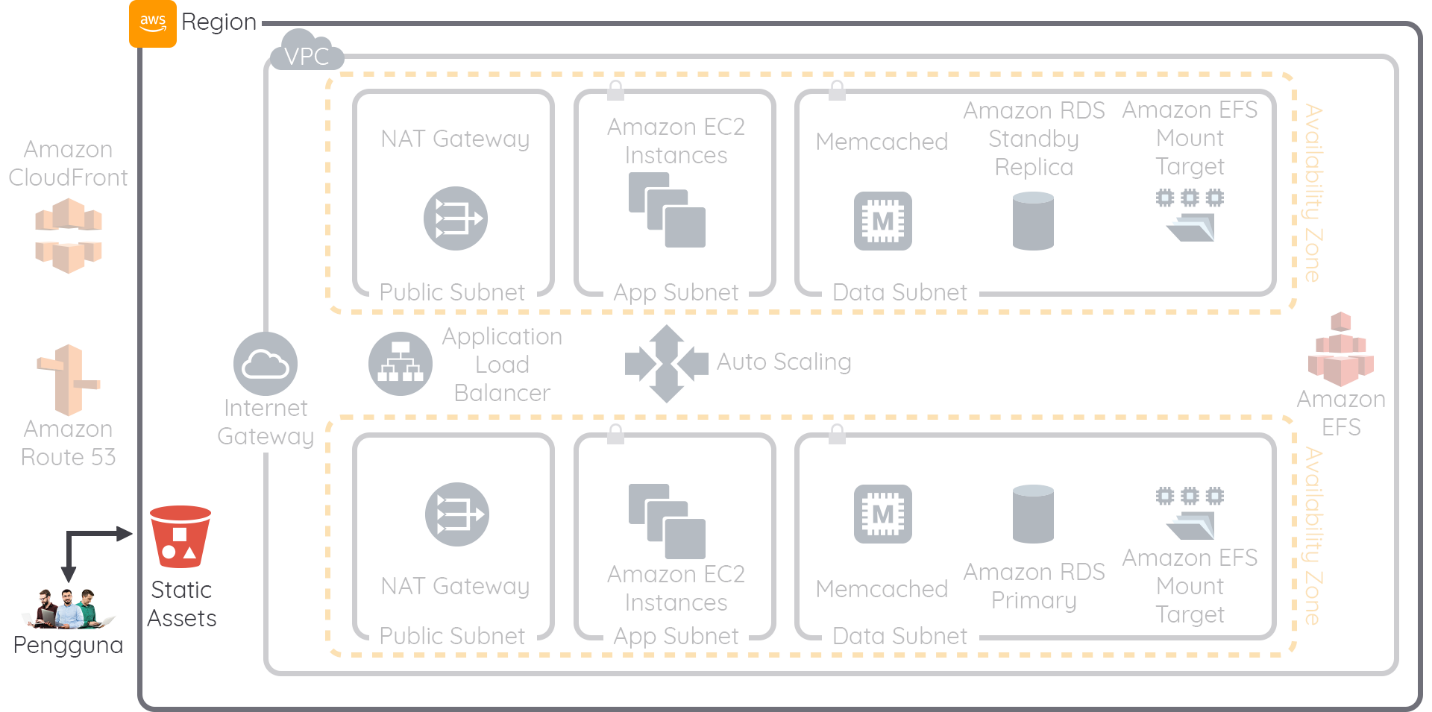 aws
Region
VPC
Amazon
CloudFront
NAT Gateway
Public Subnet
Amazon EC2
Instances
App Subnet
Memcached
M
Amazon RDS
Standby
Replica
Amazon EFS
Mount
Target
Data Subnet
Availability Zone
Amazon
Route 53
Internet
Gateway
Application
Load
Balancer
Auto Scaling
Amazon
EFS
NAT Gateway
Public Subnet
Amazon EC2
Instances
App Subnet
M
Memcached
Amazon RDS
Primary
Amazon EFS
Mount
Target
Data Subnet
Availability Zone
Static
Assets
Pengguna